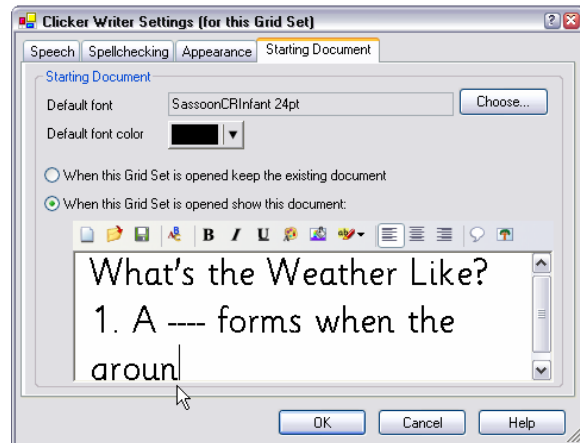 Clicker Writer Settings (for this Grid Set)
Speech Spellchecking Appearance Starting Document
Starting Document
Default font SassoonCRInfant 24pt Choose...
Default font color
When this Grid Set is opened keep the existing document
When this Grid Set is opened show this document:
B I U
What's the Weather Like?
1. A ---- forms when the
aroun
OK Cancel Help